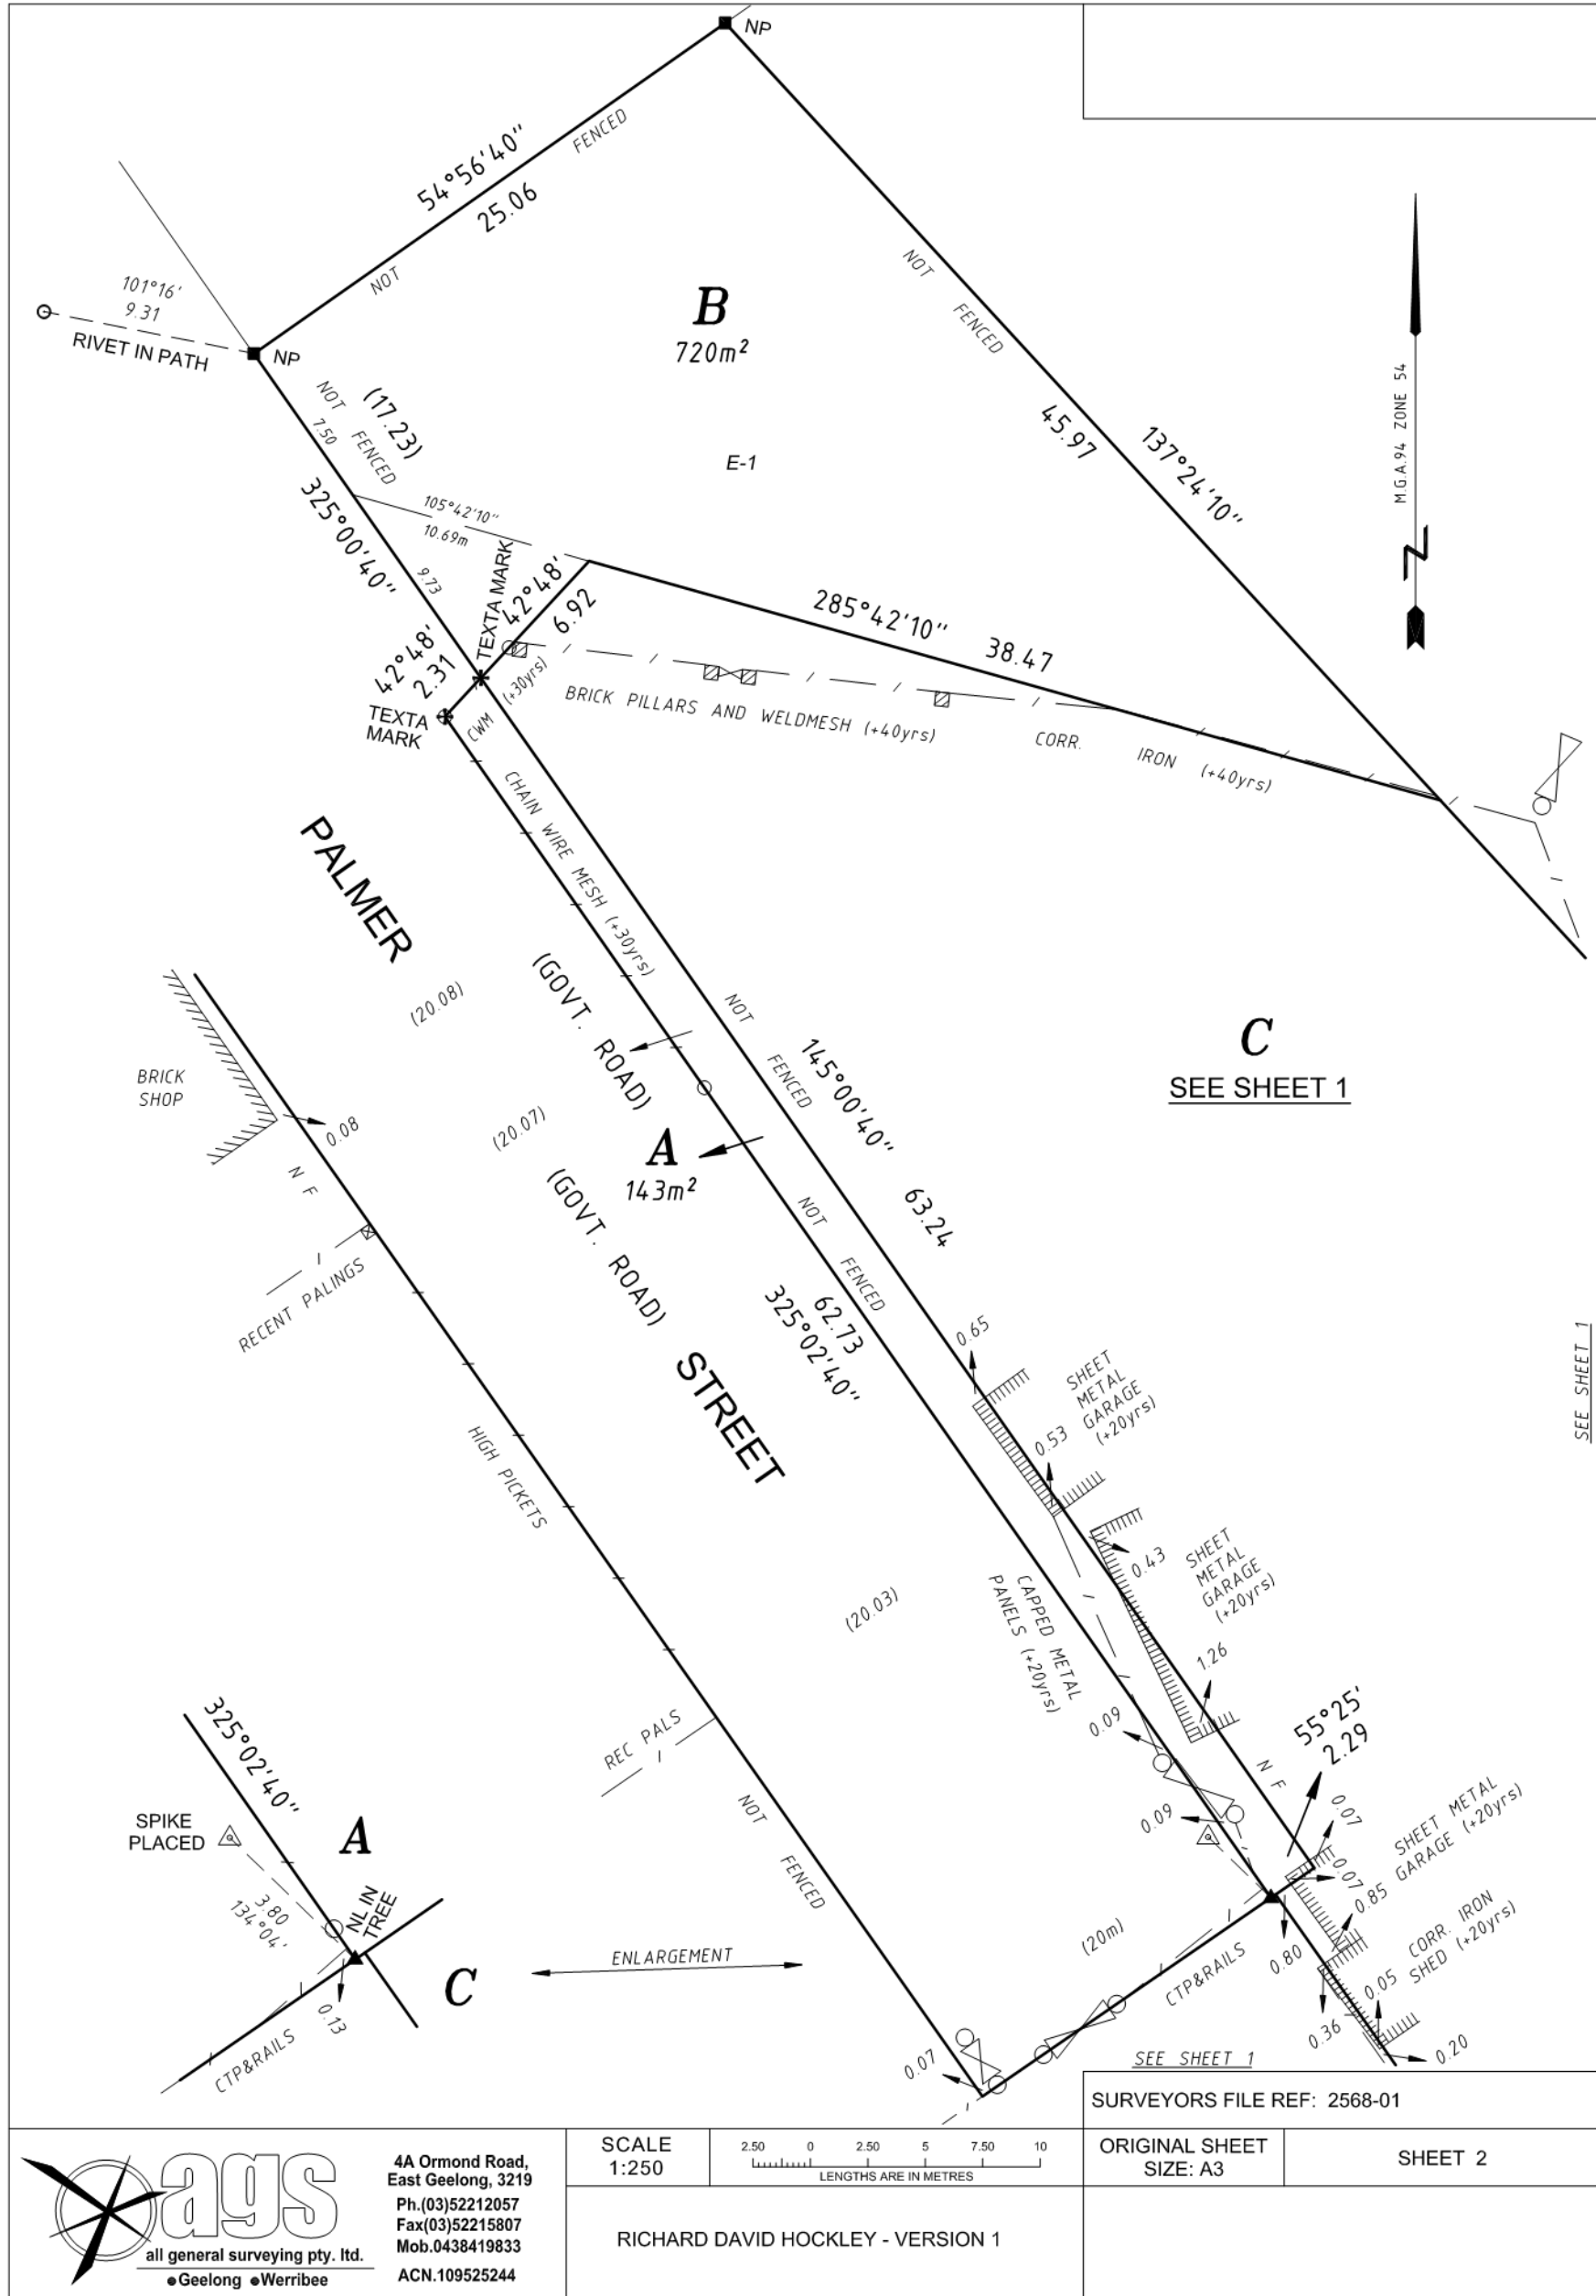 NP
54°56'40"
25.06
NOT
FENCED
101°16'
9.31
RIVET IN PATH
NP
B
720m²
E-1
NOT
FENCED
45.97
137°24'10"
M.G.A.94 ZONE 54
N
NOT
FENCED
7.50
(17.23)
325°00'40"
9.73
105°42'10"
10.69m
TEXTA MARK
42°48'
6.92
42°48'
2.31
TEXTA
MARK
CWM (+30yrs)
285°42'10"
38.47
BRICK PILLARS AND WELDMESH (+40yrs)
CORR. IRON (+40yrs)
CHAIN WIRE MESH (+30yrs)
PALMER
(20.08)
(GOVT. ROAD)
NOT
FENCED
145°00'40"
63.24
C
SEE SHEET 1
BRICK
SHOP
0.08
N F
(20.07)
A
143m²
(GOVT. ROAD)
NOT
FENCED
62.73
325°02'40"
RECENT PALINGS
STREET
0.65
SHEET
METAL
GARAGE
(+20yrs)
0.53
SEE SHEET 1
HIGH PICKETS
0.43
SHEET
METAL
GARAGE
(+20yrs)
(20.03)
CAPPED METAL
PANELS (+20yrs)
1.26
0.09
55°25'
2.29
N F
REC PALS
NOT
FENCED
0.09
0.07
0.07
SHEET METAL
GARAGE (+20yrs)
0.85
CORR. IRON
SHED (+20yrs)
0.05
0.80
0.36
0.20
(20m)
CTP&RAILS
0.07
SEE SHEET 1
325°02'40"
SPIKE
PLACED
A
3.80
134°04'
NL IN
TREE
C
0.13
CTP&RAILS
ENLARGEMENT
SURVEYORS FILE REF: 2568-01
ags
all general surveying pty. ltd.
Geelong Werribee
4A Ormond Road,
East Geelong, 3219
Ph.(03)52212057
Fax(03)52215807
Mob.0438419833
ACN.109525244
SCALE
1:250
2.50 0 2.50 5 7.50 10
LENGTHS ARE IN METRES
ORIGINAL SHEET
SIZE: A3
SHEET 2
RICHARD DAVID HOCKLEY - VERSION 1